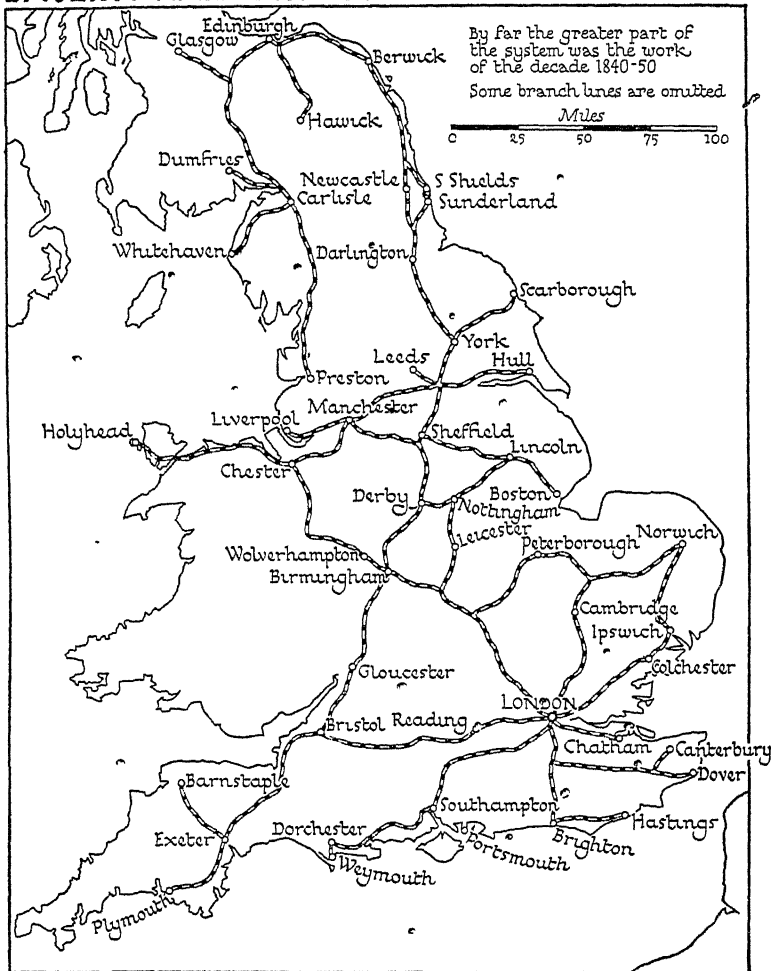 By far the greater part of
the system was the work
of the decade 1840-50
Some branch lines are omitted
Miles
0 25 50 75 100
Edinburgh
Glasgow
Berwick
Hawick
Dumfries
Newcastle
S Shields
Carlisle
Sunderland
Whitehaven
Darlington
Scarborough
York
Leeds
Hull
Preston
Manchester
Liverpool
Holyhead
Sheffield
Lincoln
Chester
Derby
Boston
Nottingham
Leicester
Peterborough
Norwich
Wolverhampton
Birmingham
Cambridge
Ipswich
Colchester
Gloucester
LONDON
Bristol
Reading
Chatham
Canterbury
Dover
Barnstaple
Southampton
Hastings
Exeter
Dorchester
Portsmouth
Brighton
Weymouth
Plymouth